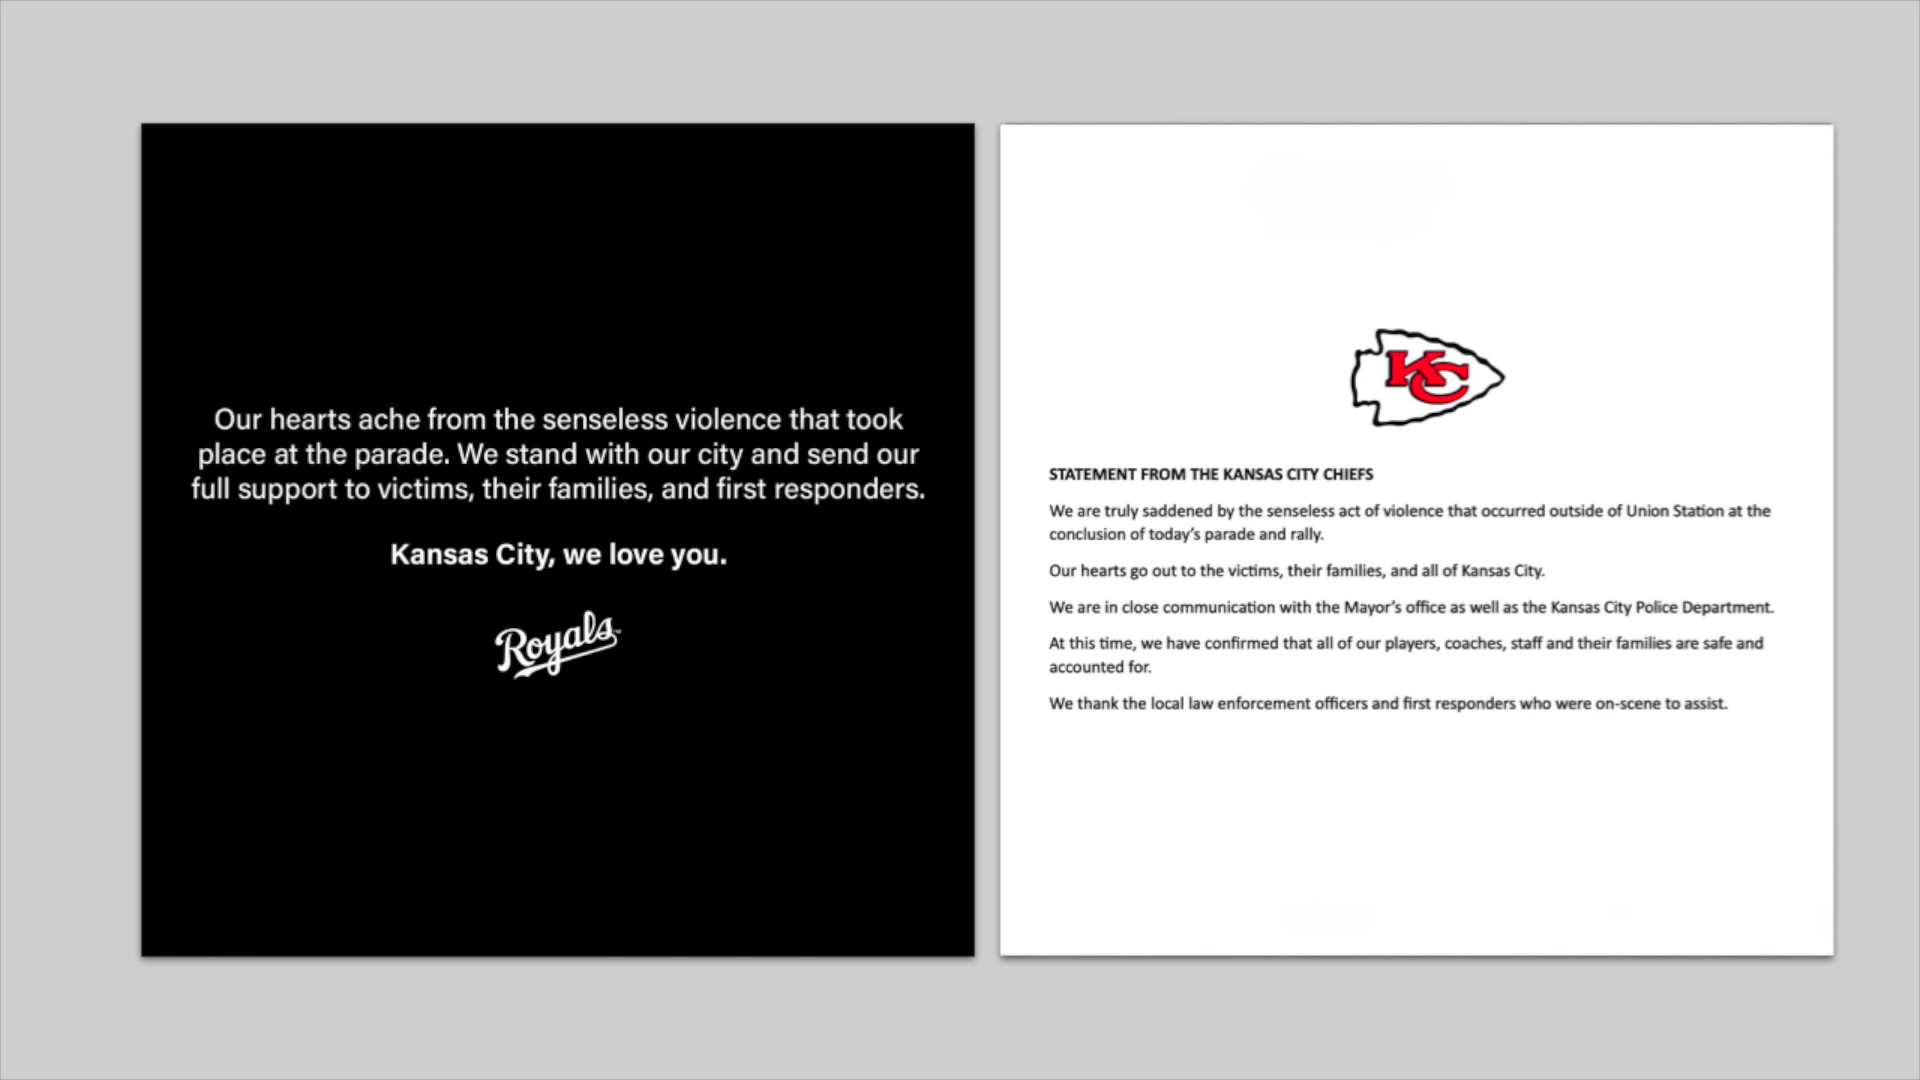 Our hearts ache from the senseless violence that took
place at the parade. We stand with our city and send our
full support to victims, their families, and first responders.
Kansas City, we love you.
Royals
KC
STATEMENT FROM THE KANSAS CITY CHIEFS
We are truly saddened by the senseless act of violence that occurred outside of Union Station at the
conclusion of today's parade and rally.
Our hearts go out to the victims, their families, and all of Kansas City.
We are in close communication with the Mayor's office as well as the Kansas City Police Department.
At this time, we have confirmed that all of our players, coaches, staff and their families are safe and
accounted for.
We thank the local law enforcement officers and first responders who were on-scene to assist.